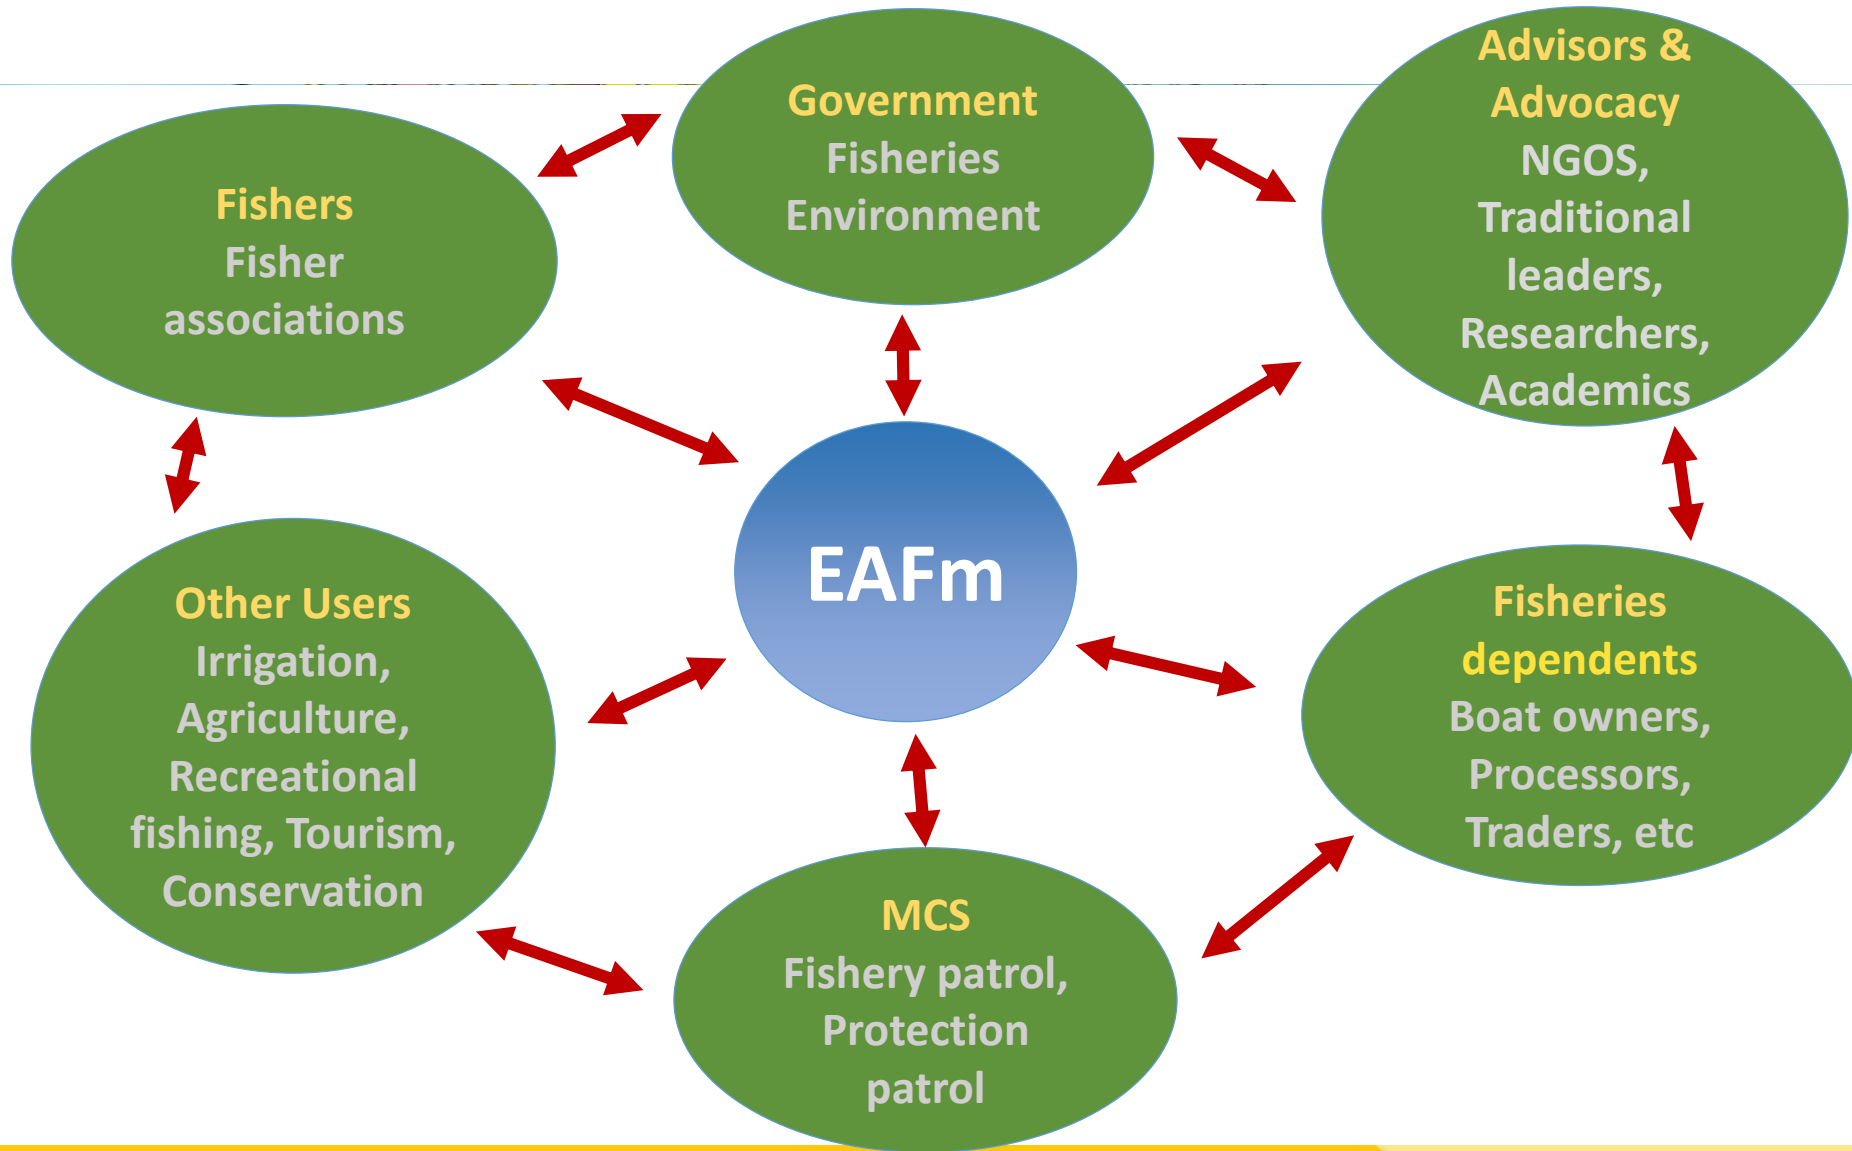 Government
Fisheries
Environment
Advisors &
Advocacy
NGOS,
Traditional
leaders,
Researchers,
Academics
Fishers
Fisher
associations
EAFm
Other Users
Irrigation,
Agriculture,
Recreational
fishing, Tourism,
Conservation
Fisheries
dependents
Boat owners,
Processors,
Traders, etc
MCS
Fishery patrol,
Protection
patrol